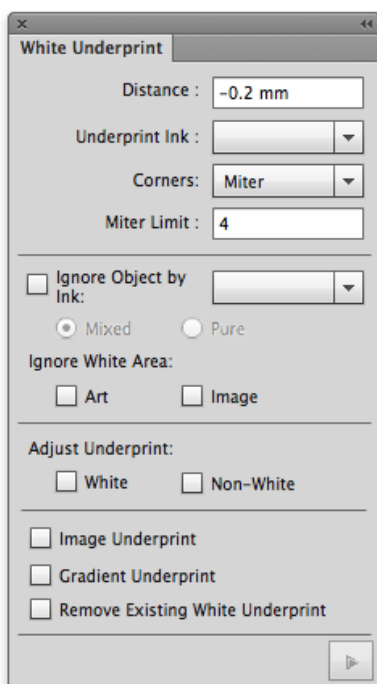 White Underprint
Distance : -0.2 mm
Underprint Ink :
Corners: Miter
Miter Limit : 4
Ignore Object by
Ink:
Mixed Pure
Ignore White Area:
Art Image
Adjust Underprint:
White Non-White
Image Underprint
Gradient Underprint
Remove Existing White Underprint